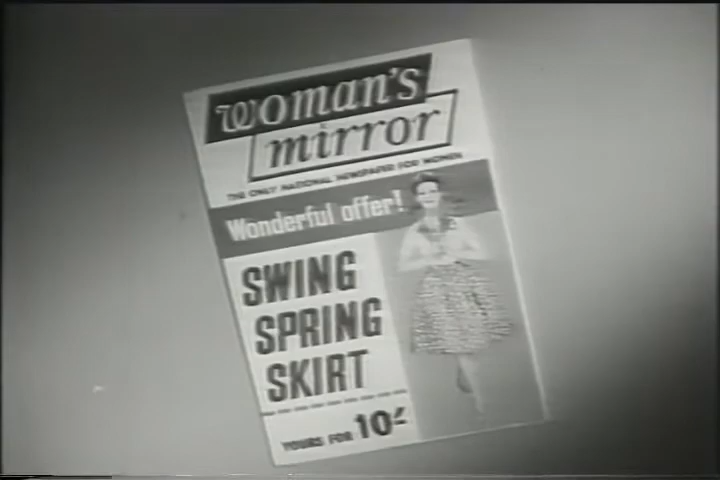 woman's
mirror
THE ONLY NATIONAL NEWSPAPER FOR WOMEN
Wonderful offer!
SWING
SPRING
SKIRT
YOURS FOR 10/-